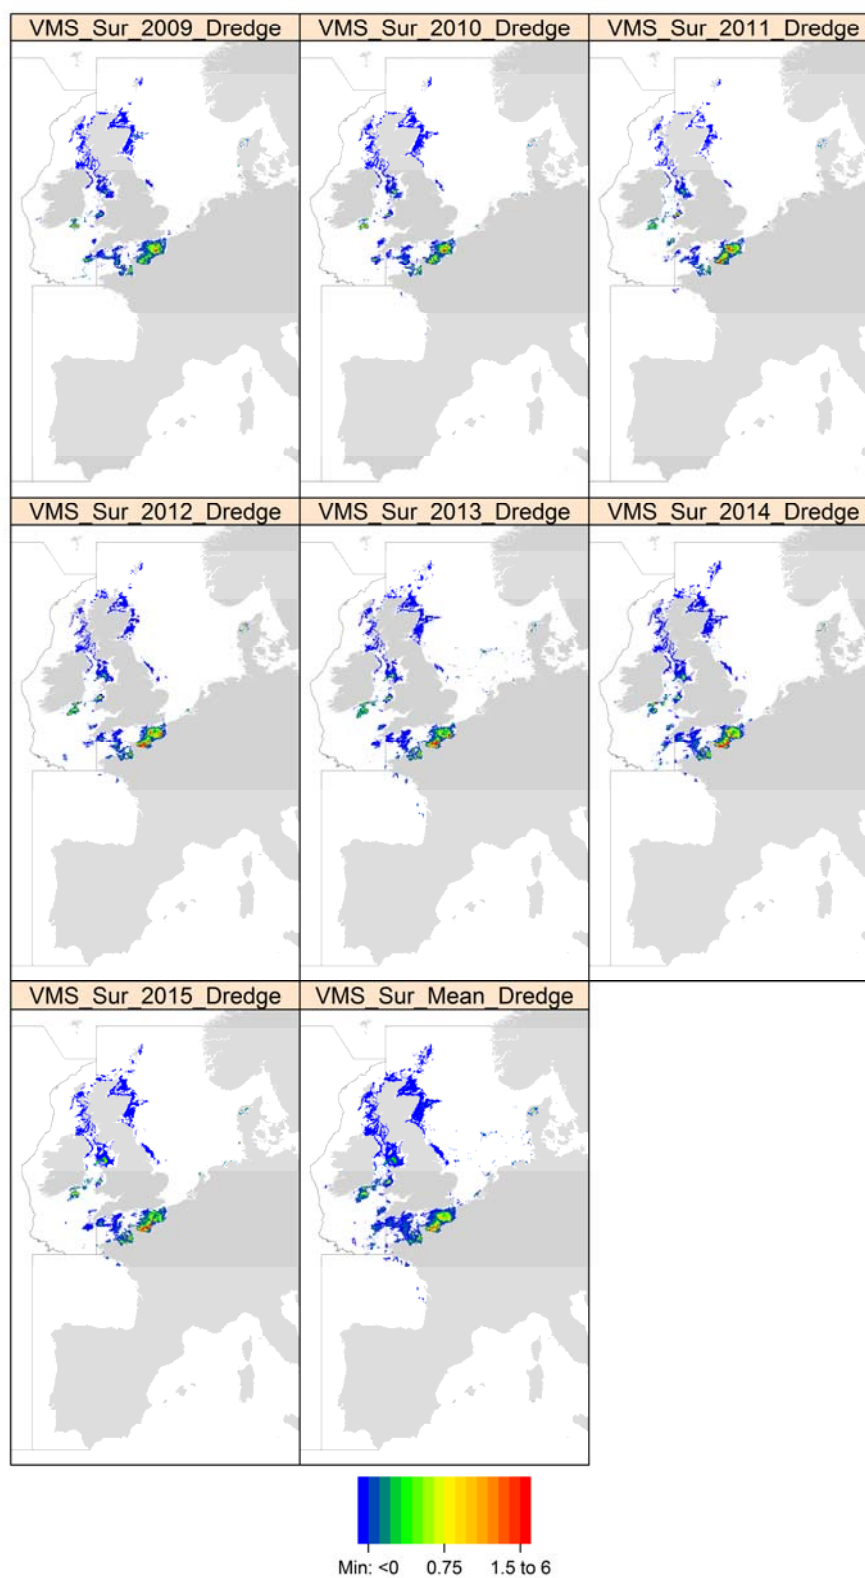 VMS_Sur_2009_Dredge VMS_Sur_2010_Dredge VMS_Sur_2011_Dredge
VMS_Sur_2012_Dredge VMS_Sur_2013_Dredge VMS_Sur_2014_Dredge
VMS_Sur_2015_Dredge VMS_Sur_Mean_Dredge
Min: <0 0.75 1.5 to 6